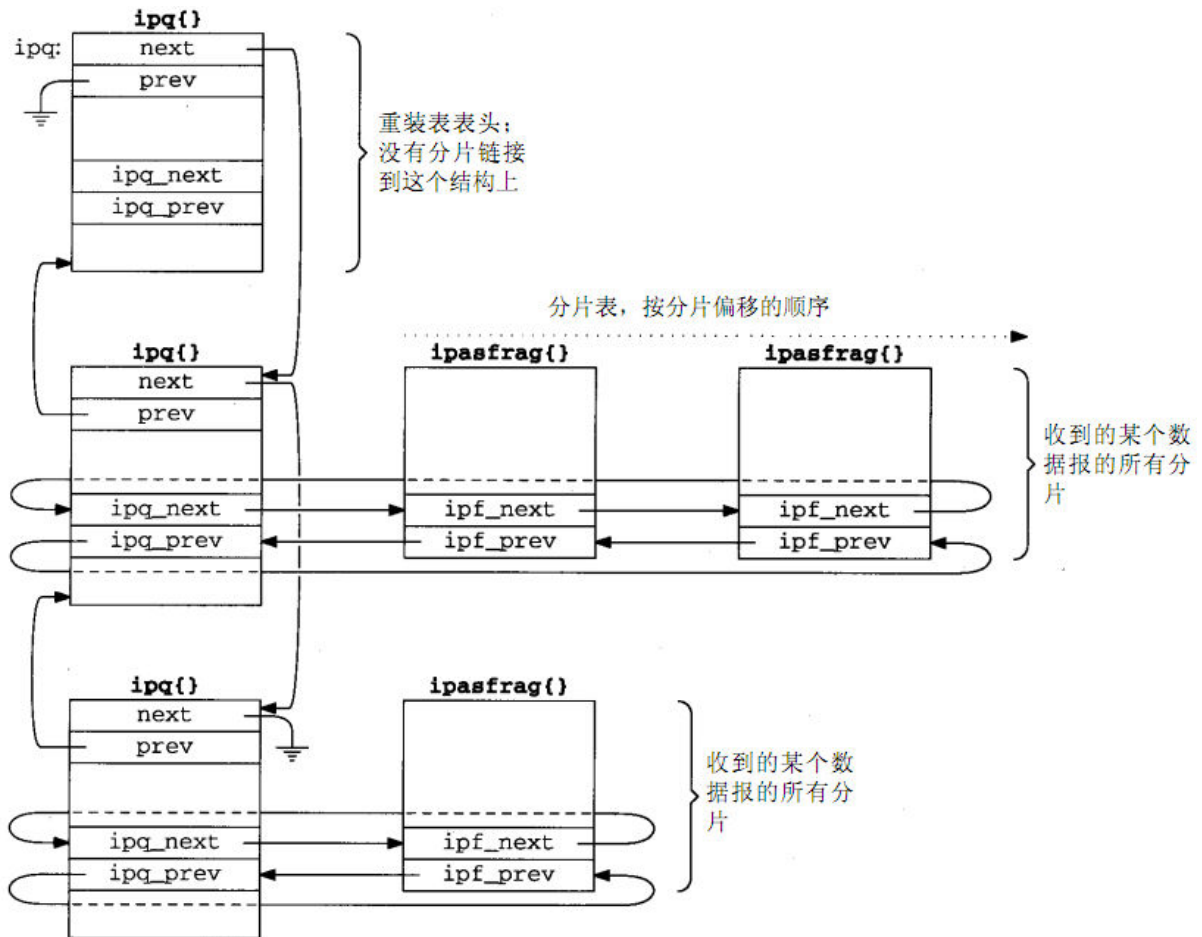 ipq{}
ipq:
next
prev
ipq_next
ipq_prev
重装表表头;
没有分片链接
到这个结构上
分片表，按分片偏移的顺序
ipq{}
ipasfrag{}
ipasfrag{}
next
prev
ipq_next
ipf_next
ipf_next
ipq_prev
ipf_prev
ipf_prev
收到的某个数
据报的所有分
片
ipq{}
ipasfrag{}
next
prev
ipq_next
ipf_next
ipq_prev
ipf_prev
收到的某个数
据报的所有分
片